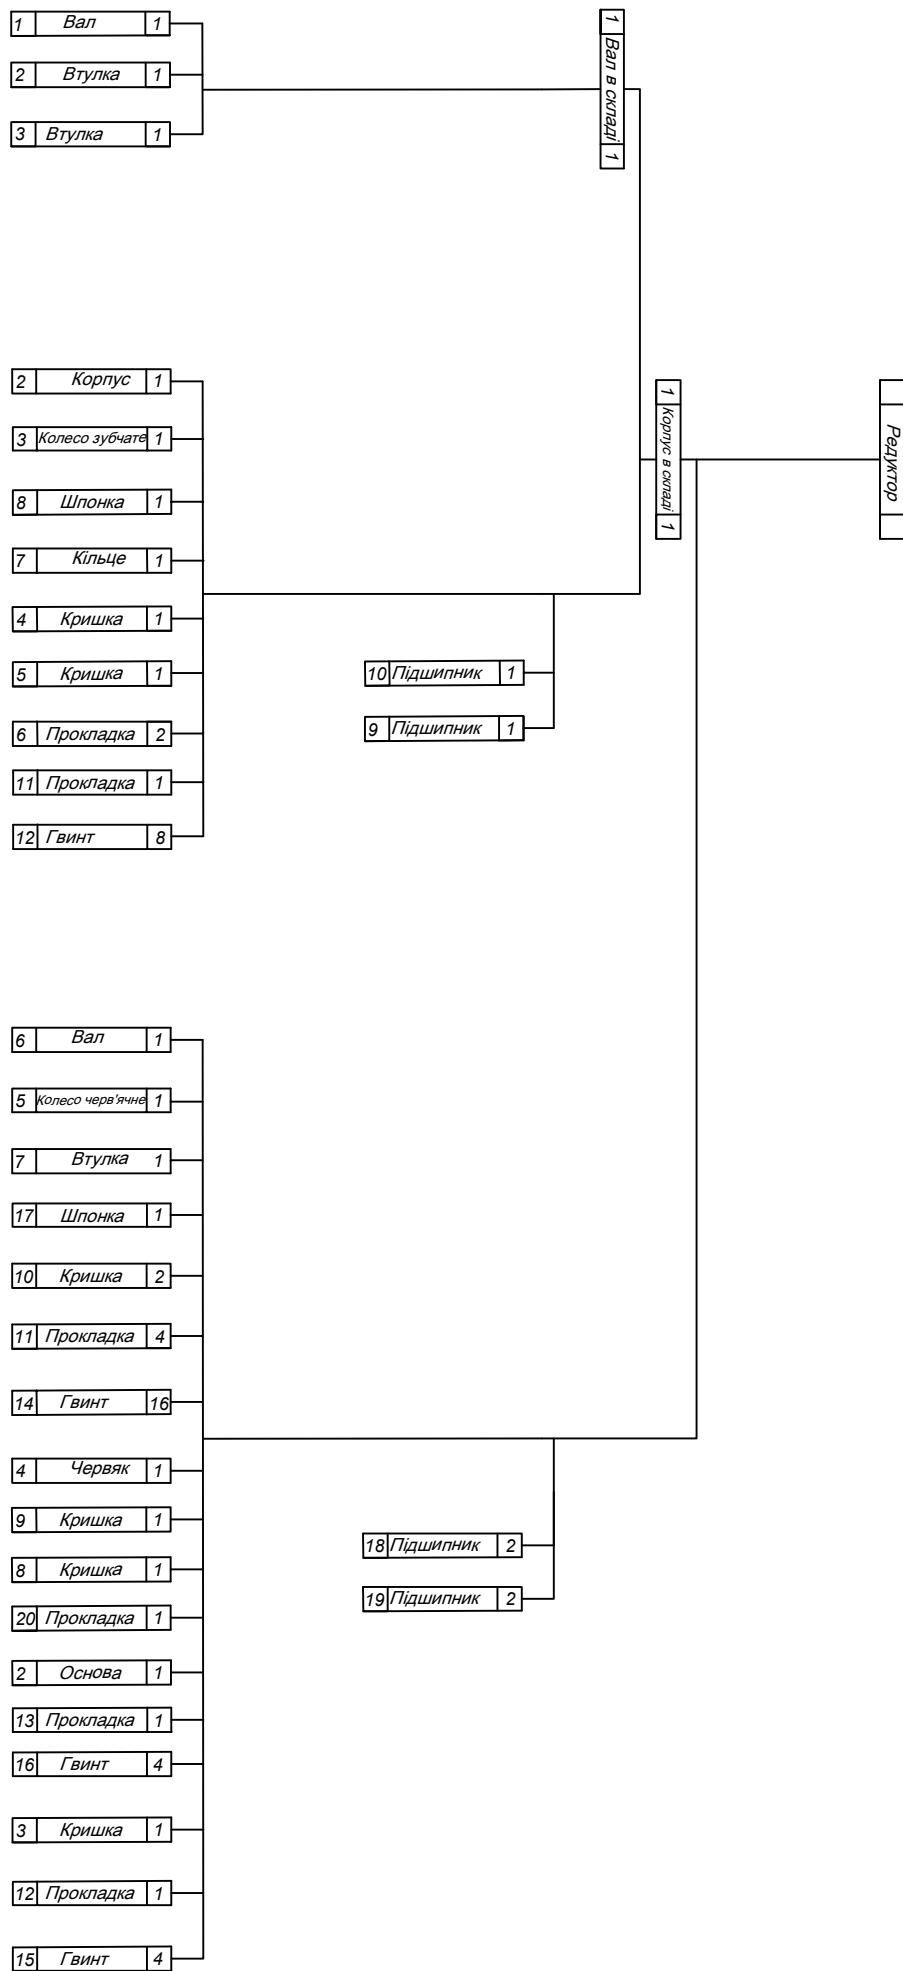 1 Вал 1
2 Втулка 1
3 Втулка 1
1 Вал в складі 1
2 Корпус 1
3 Колесо зубчате 1
8 Шпонка 1
7 Кільце 1
4 Кришка 1
5 Кришка 1
6 Прокладка 2
11 Прокладка 1
12 Гвинт 8
10 Підшипник 1
9 Підшипник 1
1 Корпус в складі 1
Редуктор
6 Вал 1
5 Колесо черв'ячне 1
7 Втулка 1
17 Шпонка 1
10 Кришка 2
11 Прокладка 4
14 Гвинт 16
4 Червяк 1
9 Кришка 1
8 Кришка 1
20 Прокладка 1
2 Основа 1
13 Прокладка 1
16 Гвинт 4
3 Кришка 1
12 Прокладка 1
15 Гвинт 4
18 Підшипник 2
19 Підшипник 2